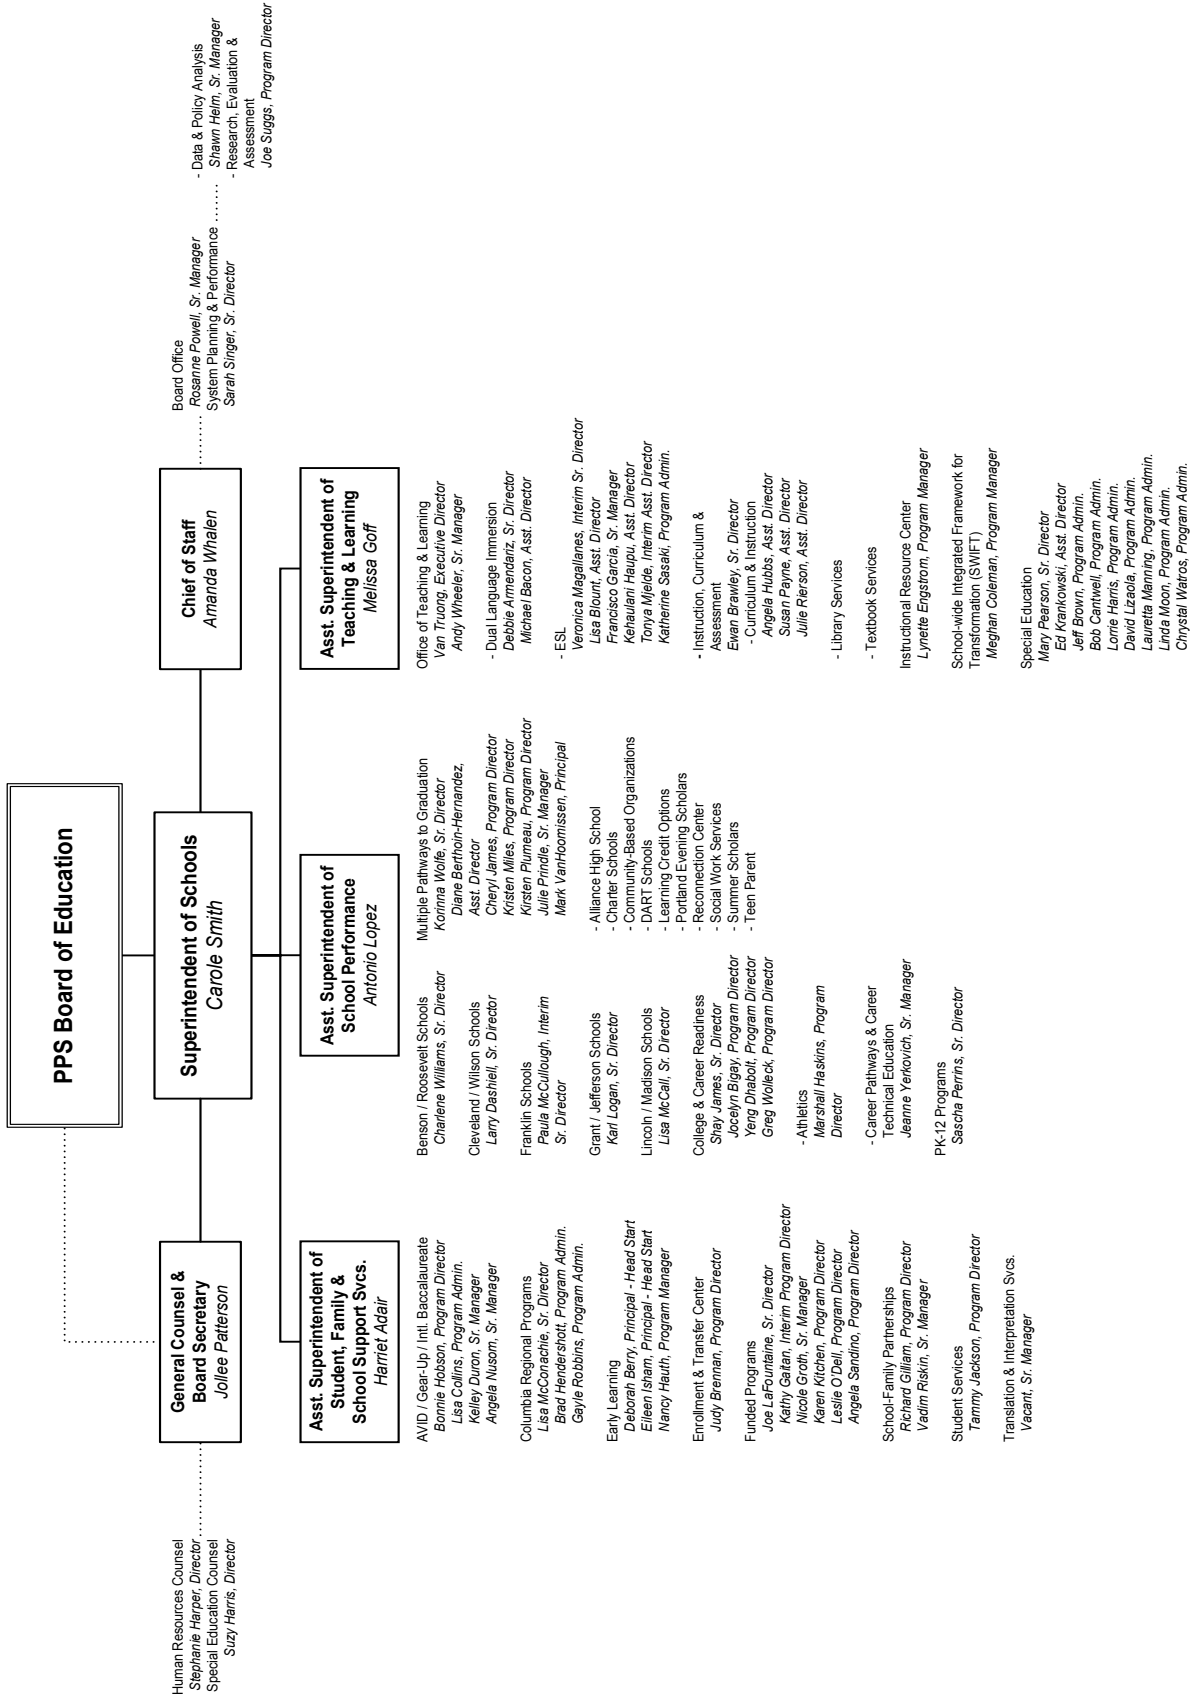 PPS Board of Education
Superintendent of Schools
Carole Smith
General Counsel &
Board Secretary
Jollee Patterson
Chief of Staff
Amanda Whalen
Human Resources Counsel
Stephanie Harper, Director
Special Education Counsel
Suzy Harris, Director
Board Office
Rosanne Powell, Sr. Manager
System Planning & Performance
Sarah Singer, Sr. Director
- Data & Policy Analysis
Shawn Helm, Sr. Manager
- Research, Evaluation &
Assessment
Joe Suggs, Program Director
Asst. Superintendent of
Student, Family &
School Support Svcs.
Harriet Adair
AVID / Gear-Up / Intl. Baccalaureate
Bonnie Hobson, Program Director
Lisa Collins, Program Admin.
Kelley Duron, Sr. Manager
Angela Nusom, Sr. Manager
Columbia Regional Programs
Lisa McConachie, Sr. Director
Brad Hendershott, Program Admin.
Gayle Robbins, Program Admin.
Early Learning
Deborah Berry, Principal - Head Start
Eileen Isham, Principal - Head Start
Nancy Hauth, Program Manager
Enrollment & Transfer Center
Judy Brennan, Program Director
Funded Programs
Joe LaFountaine, Sr. Director
Kathy Gaitan, Interim Program Director
Nicole Groth, Sr. Manager
Karen Kitchen, Program Director
Leslie O'Dell, Program Director
Angela Sandino, Program Director
School-Family Partnerships
Richard Gilliam, Program Director
Vadim Riskin, Sr. Manager
Student Services
Tammy Jackson, Program Director
Translation & Interpretation Svcs.
Vacant, Sr. Manager
Asst. Superintendent of
School Performance
Antonio Lopez
Benson / Roosevelt Schools
Charlene Williams, Sr. Director
Cleveland / Wilson Schools
Larry Dashiell, Sr. Director
Franklin Schools
Paula McCullough, Interim
Sr. Director
Grant / Jefferson Schools
Karl Logan, Sr. Director
Lincoln / Madison Schools
Lisa McCall, Sr. Director
College & Career Readiness
Shay James, Sr. Director
Jocelyn Bigay, Program Director
Yeng Dhabolt, Program Director
Greg Wolleck, Program Director
- Athletics
Marshall Haskins, Program
Director
- Career Pathways & Career
Technical Education
Jeanne Yerkovich, Sr. Manager
PK-12 Programs
Sascha Perrins, Sr. Director
Multiple Pathways to Graduation
Korinna Wolfe, Sr. Director
Diane Berthoin-Hernandez,
Asst. Director
Cheryl James, Program Director
Kristen Miles, Program Director
Kirsten Plumeau, Program Director
Julie Prindle, Sr. Manager
Mark VanHoomissen, Principal
- Alliance High School
- Charter Schools
- Community-Based Organizations
- DART Schools
- Learning Credit Options
- Portland Evening Scholars
- Reconnection Center
- Social Work Services
- Summer Scholars
- Teen Parent
Asst. Superintendent of
Teaching & Learning
Melissa Goff
Office of Teaching & Learning
Van Truong, Executive Director
Andy Wheeler, Sr. Manager
- Dual Language Immersion
Debbie Armendariz, Sr. Director
Michael Bacon, Asst. Director
- ESL
Veronica Magallanes, Interim Sr. Director
Lisa Blount, Asst. Director
Francisco Garcia, Sr. Manager
Kehaulani Haupu, Asst. Director
Tonya Mjelde, Interim Asst. Director
Katherine Sasaki, Program Admin.
- Instruction, Curriculum &
Assessment
Ewan Brawley, Sr. Director
- Curriculum & Instruction
Angela Hubbs, Asst. Director
Susan Payne, Asst. Director
Julie Rierson, Asst. Director
- Library Services
- Textbook Services
Instructional Resource Center
Lynette Engstrom, Program Manager
School-wide Integrated Framework for
Transformation (SWIFT)
Meghan Coleman, Program Manager
Special Education
Mary Pearson, Sr. Director
Ed Krankowski, Asst. Director
Jeff Brown, Program Admin.
Bob Cantwell, Program Admin.
Lorrie Harris, Program Admin.
David Lizaola, Program Admin.
Lauretta Manning, Program Admin.
Linda Moon, Program Admin.
Chrystal Watros, Program Admin.